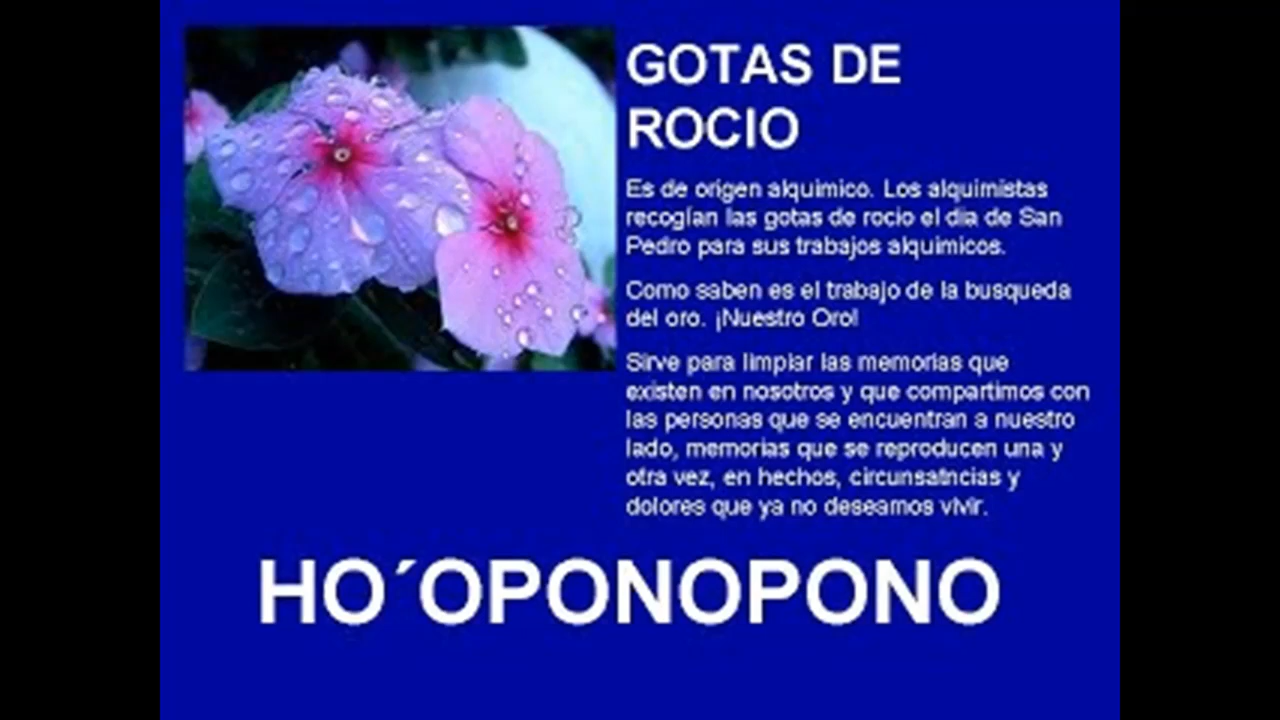 GOTAS DE
ROCIO
Es de origen alquimico. Los alquimistas
recogían las gotas de rocio el dia de San
Pedro para sus trabajos alquimicos.
Como saben es el trabajo de la busqueda
del oro. ¡Nuestro Oro!
Sirve para limpiar las memorias que
existen en nosotros y que compartimos con
las personas que se encuentran a nuestro
lado, memorias que se reproducen una y
otra vez, en hechos, circunsatncias y
dolores que ya no deseamos vivir.
HO´OPONOPONO